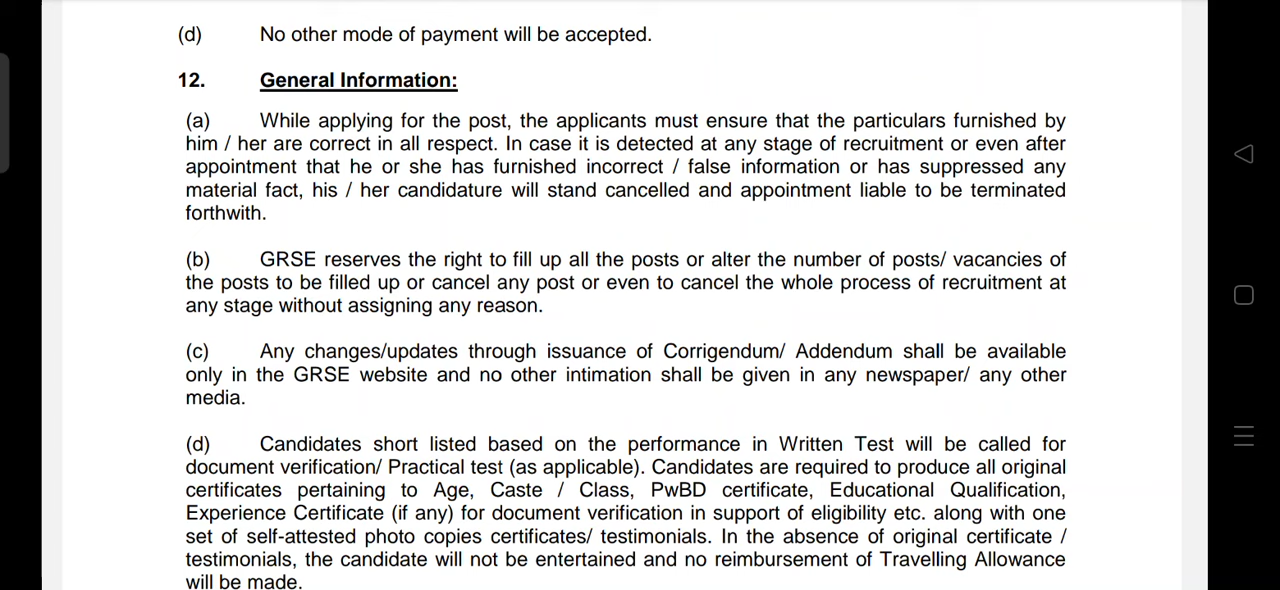 (d) No other mode of payment will be accepted.
12. General Information:
(a) While applying for the post, the applicants must ensure that the particulars furnished by
him / her are correct in all respect. In case it is detected at any stage of recruitment or even after
appointment that he or she has furnished incorrect / false information or has suppressed any
material fact, his / her candidature will stand cancelled and appointment liable to be terminated
forthwith.
(b) GRSE reserves the right to fill up all the posts or alter the number of posts/ vacancies of
the posts to be filled up or cancel any post or even to cancel the whole process of recruitment at
any stage without assigning any reason.
(c) Any changes/updates through issuance of Corrigendum/ Addendum shall be available
only in the GRSE website and no other intimation shall be given in any newspaper/ any other
media.
(d) Candidates short listed based on the performance in Written Test will be called for
document verification/ Practical test (as applicable). Candidates are required to produce all original
certificates pertaining to Age, Caste / Class, PwBD certificate, Educational Qualification,
Experience Certificate (if any) for document verification in support of eligibility etc. along with one
set of self-attested photo copies certificates/ testimonials. In the absence of original certificate /
testimonials, the candidate will not be entertained and no reimbursement of Travelling Allowance
will be made.